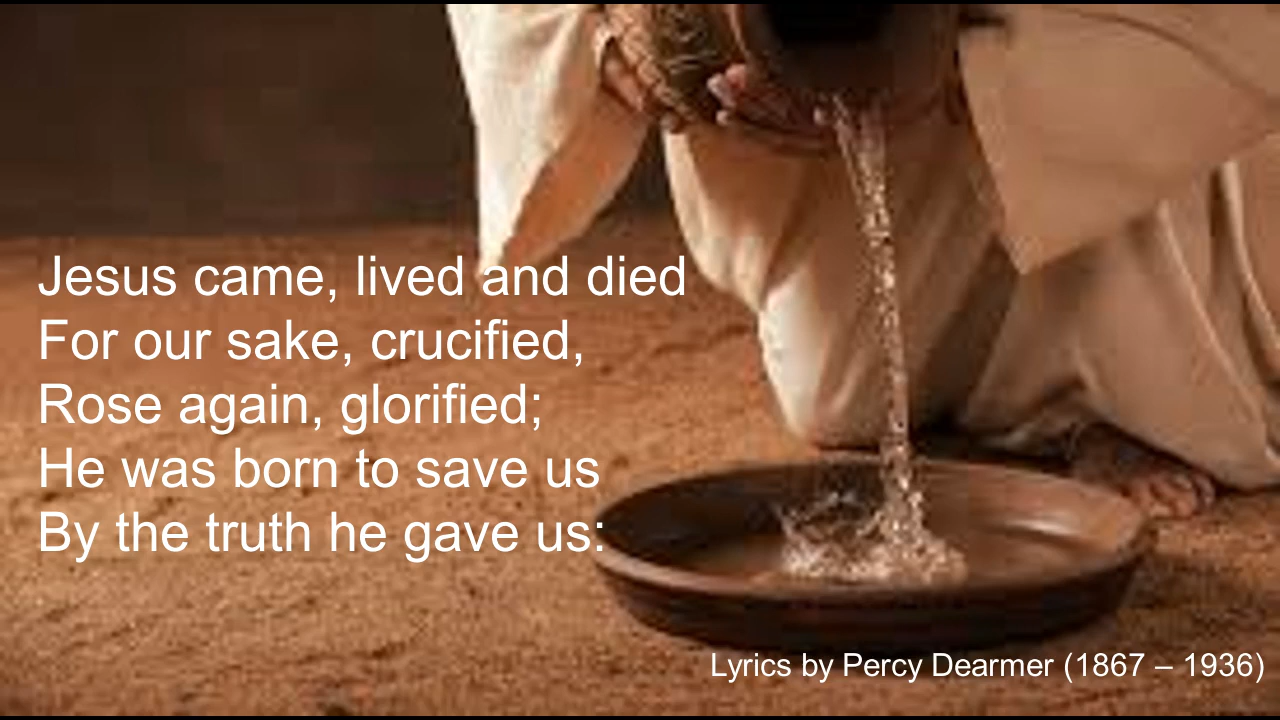 Jesus came, lived and died
For our sake, crucified,
Rose again, glorified;
He was born to save us
By the truth he gave us:
Lyrics by Percy Dearmer (1867 – 1936)